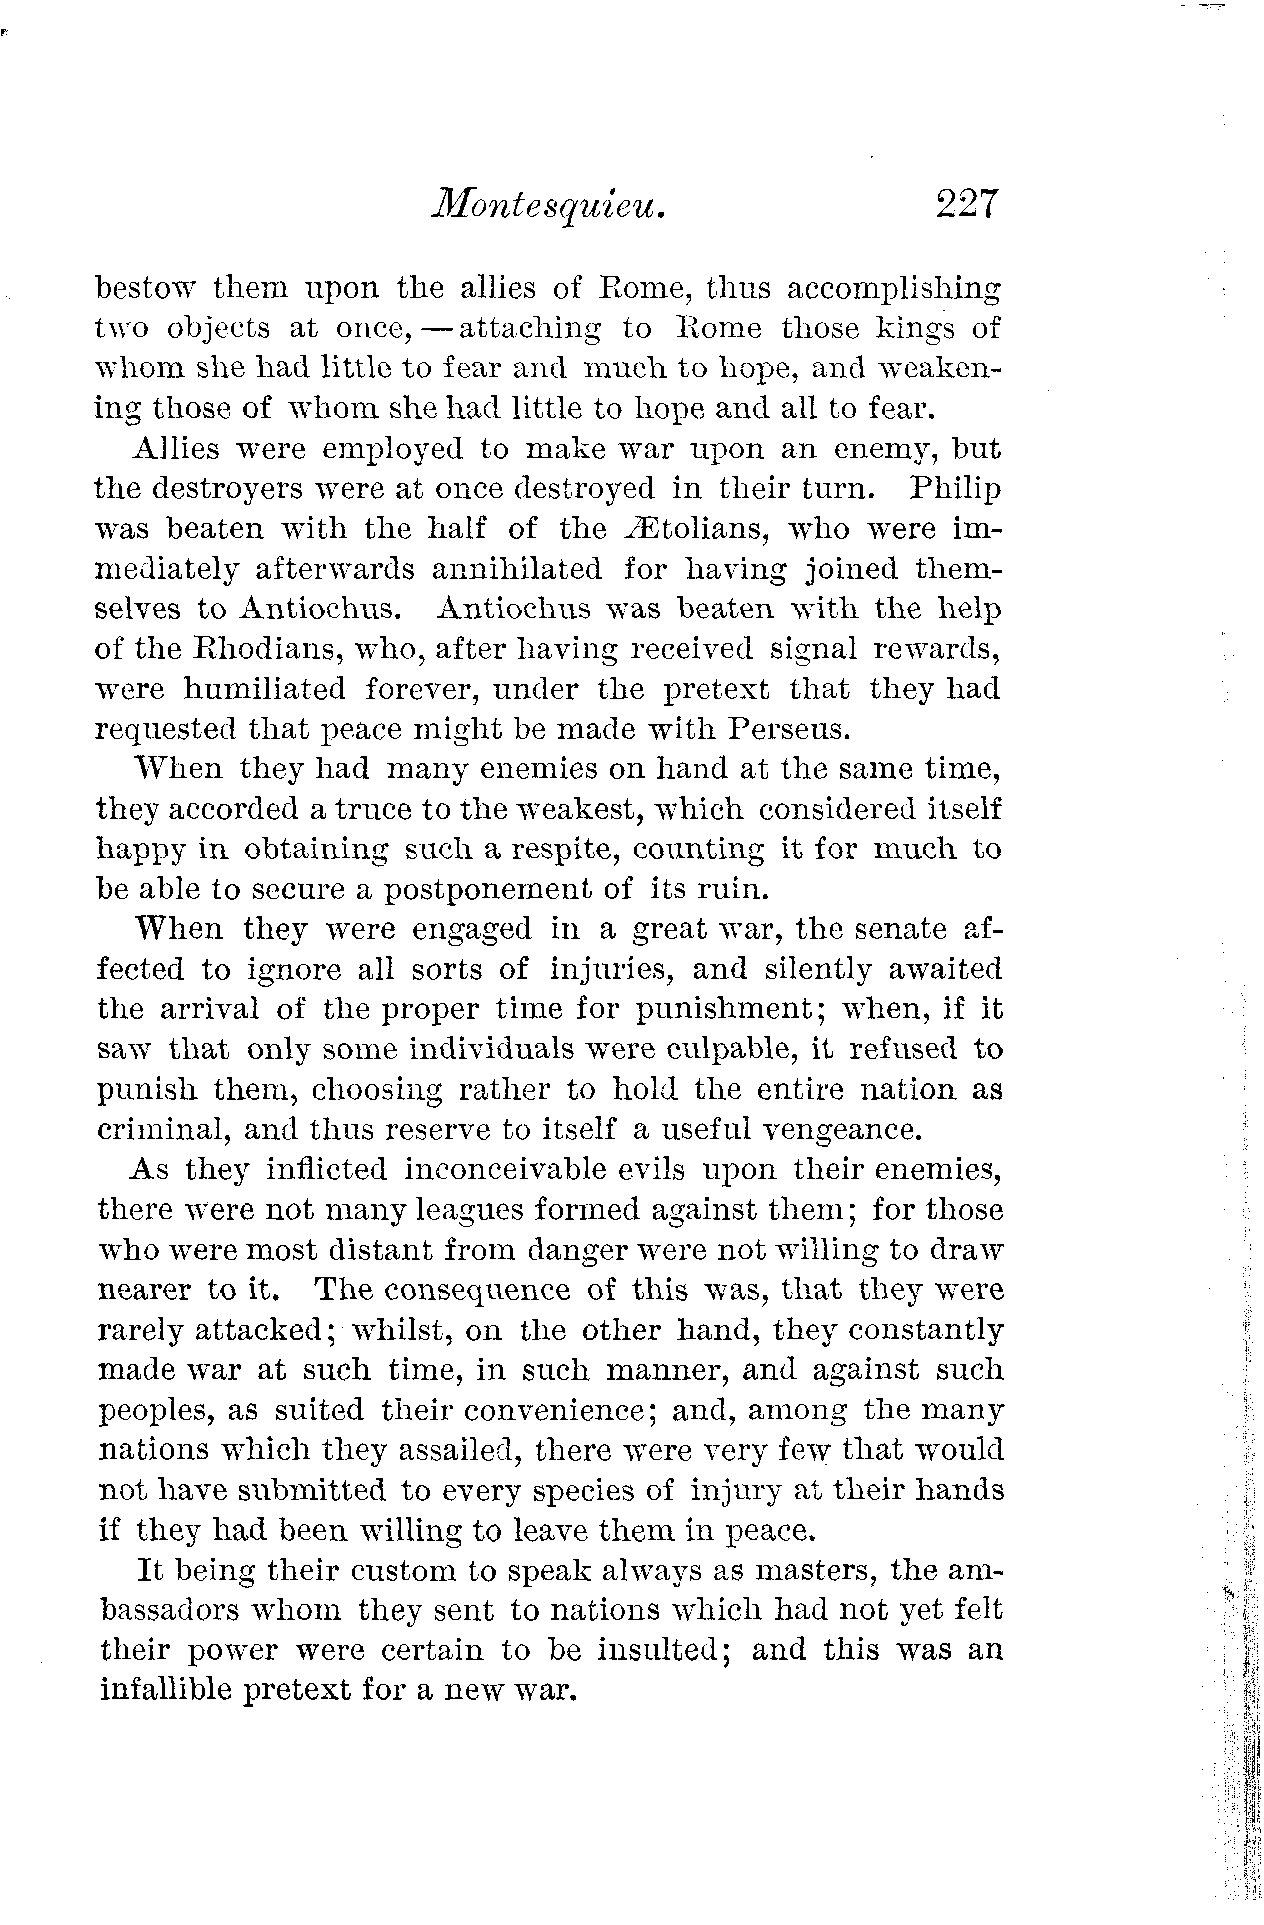 Montesquieu. 227
bestow them upon the allies of Rome, thus accomplishing
two objects at once,—attaching to Rome those kings of
whom she had little to fear and much to hope, and weaken-
ing those of whom she had little to hope and all to fear.
Allies were employed to make war upon an enemy, but
the destroyers were at once destroyed in their turn. Philip
was beaten with the half of the Ætolians, who were im-
mediately afterwards annihilated for having joined them-
selves to Antiochus. Antiochus was beaten with the help
of the Rhodians, who, after having received signal rewards,
were humiliated forever, under the pretext that they had
requested that peace might be made with Perseus.
When they had many enemies on hand at the same time,
they accorded a truce to the weakest, which considered itself
happy in obtaining such a respite, counting it for much to
be able to secure a postponement of its ruin.
When they were engaged in a great war, the senate af-
fected to ignore all sorts of injuries, and silently awaited
the arrival of the proper time for punishment; when, if it
saw that only some individuals were culpable, it refused to
punish them, choosing rather to hold the entire nation as
criminal, and thus reserve to itself a useful vengeance.
As they inflicted inconceivable evils upon their enemies,
there were not many leagues formed against them; for those
who were most distant from danger were not willing to draw
nearer to it. The consequence of this was, that they were
rarely attacked; whilst, on the other hand, they constantly
made war at such time, in such manner, and against such
peoples, as suited their convenience; and, among the many
nations which they assailed, there were very few that would
not have submitted to every species of injury at their hands
if they had been willing to leave them in peace.
It being their custom to speak always as masters, the am-
bassadors whom they sent to nations which had not yet felt
their power were certain to be insulted; and this was an
infallible pretext for a new war.